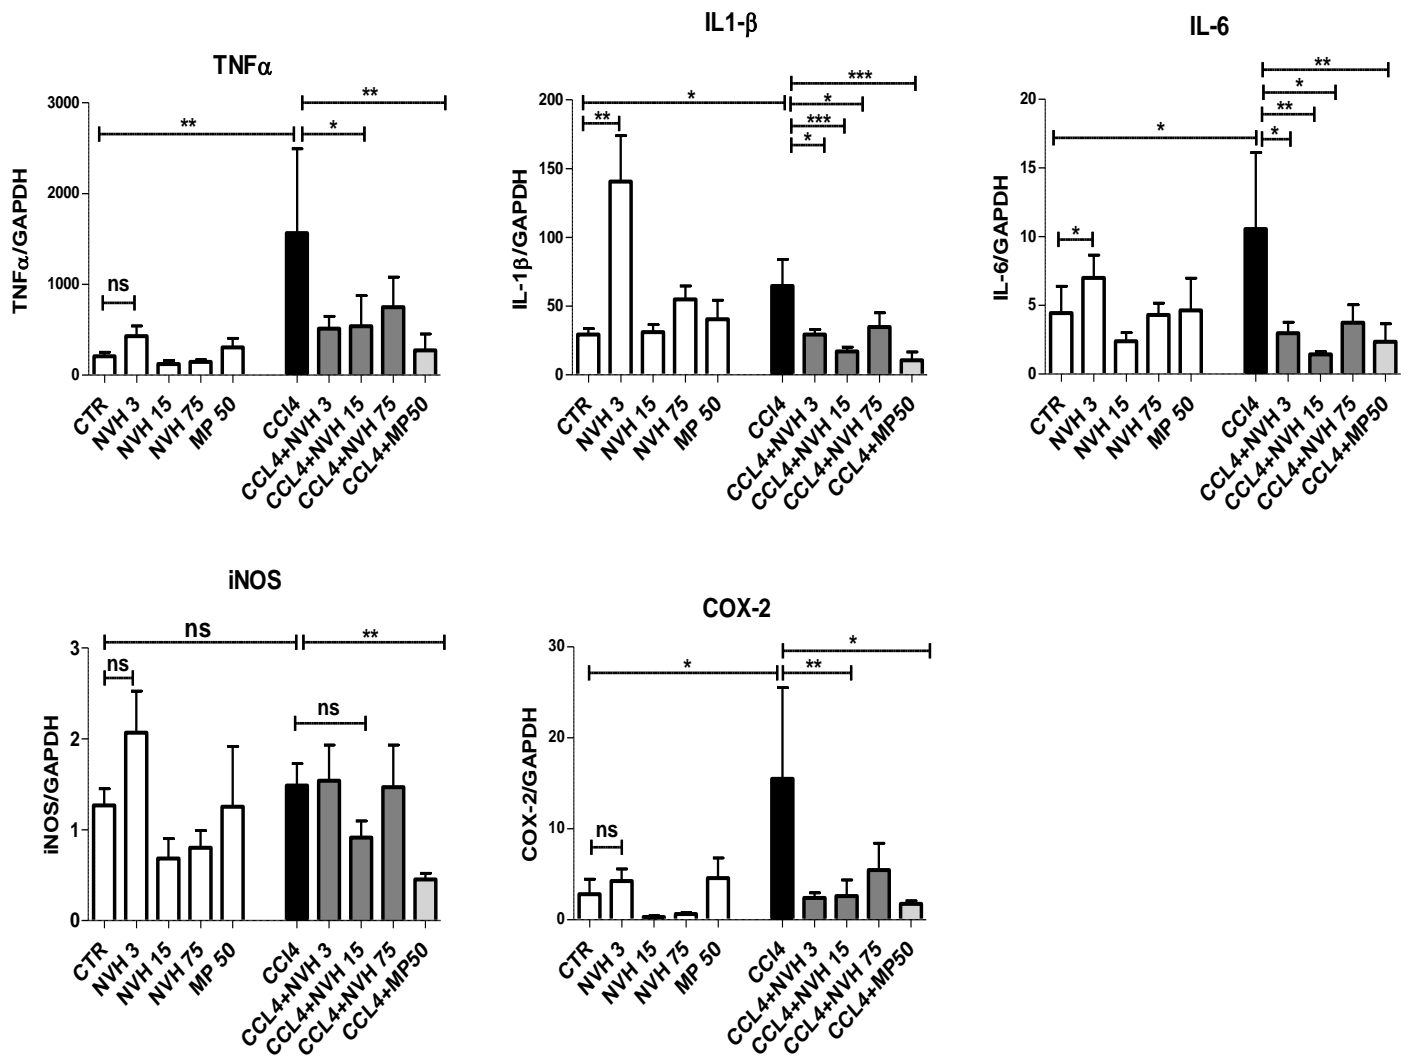 TNFα
**
**
*
ns
3000
2000
1000
0
TNFα/GAPDH
CTR
NVH 3
NVH 15
NVH 75
MP 50
CCl4
CCL4+NVH 3
CCL4+NVH 15
CCL4+NVH 75
CCL4+MP50
IL1-β
***
*
*
***
**
*
200
150
100
50
0
IL-1β/GAPDH
CTR
NVH 3
NVH 15
NVH 75
MP 50
CCl4
CCL4+NVH 3
CCL4+NVH 15
CCL4+NVH 75
CCL4+MP50
IL-6
**
*
**
*
*
*
20
15
10
5
0
IL-6/GAPDH
CTR
NVH 3
NVH 15
NVH 75
MP 50
CCl4
CCL4+NVH 3
CCL4+NVH 15
CCL4+NVH 75
CCL4+MP50
iNOS
ns
**
ns
ns
3
2
1
0
iNOS/GAPDH
CTR
NVH 3
NVH 15
NVH 75
MP 50
CCl4
CCL4+NVH 3
CCL4+NVH 15
CCL4+NVH 75
CCL4+MP50
COX-2
*
*
**
ns
30
20
10
0
COX-2/GAPDH
CTR
NVH 3
NVH 15
NVH 75
MP 50
CCl4
CCL4+NVH 3
CCL4+NVH 15
CCL4+NVH 75
CCL4+MP50